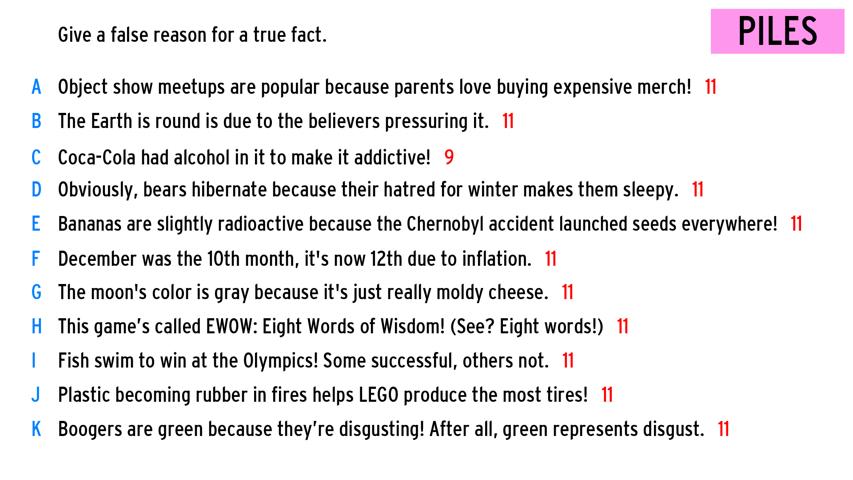 Give a false reason for a true fact.
PILES
A Object show meetups are popular because parents love buying expensive merch! 11
B The Earth is round is due to the believers pressuring it. 11
C Coca-Cola had alcohol in it to make it addictive! 9
D Obviously, bears hibernate because their hatred for winter makes them sleepy. 11
E Bananas are slightly radioactive because the Chernobyl accident launched seeds everywhere! 11
F December was the 10th month, it's now 12th due to inflation. 11
G The moon's color is gray because it's just really moldy cheese. 11
H This game’s called EWOW: Eight Words of Wisdom! (See? Eight words!) 11
I Fish swim to win at the Olympics! Some successful, others not. 11
J Plastic becoming rubber in fires helps LEGO produce the most tires! 11
K Boogers are green because they’re disgusting! After all, green represents disgust. 11